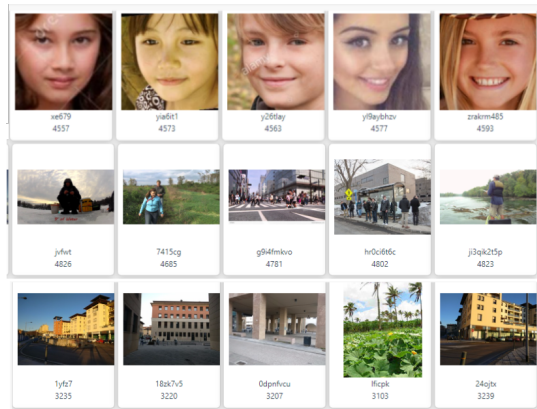 xe679
4557
yia6it1
4573
y26tlay
4563
yl9aybhzv
4577
zrakrm485
4593
jvfwt
4826
7415cg
4685
g9i4fmkvo
4781
hr0ci6t6c
4802
ji3qik2t5p
4823
1yfz7
3235
18zk7v5
3220
0dpnfvcu
3207
lficpk
3103
24ojtx
3239